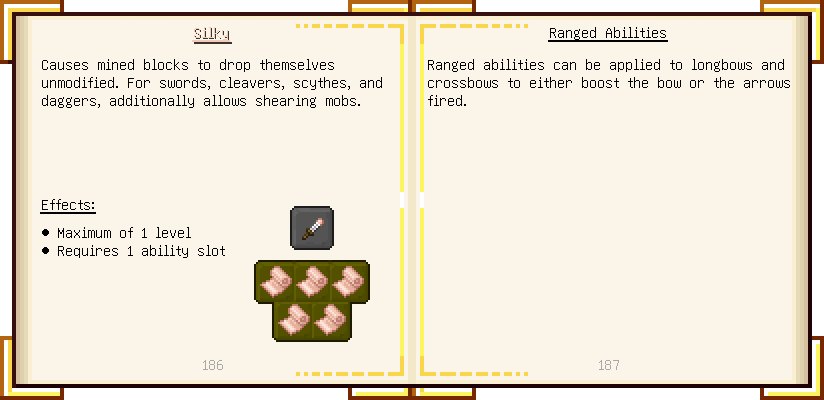 Silky
Causes mined blocks to drop themselves
unmodified. For swords, cleavers, scythes, and
daggers, additionally allows shearing mobs.
Effects:
● Maximum of 1 level
● Requires 1 ability slot
186
Ranged Abilities
Ranged abilities can be applied to longbows and
crossbows to either boost the bow or the arrows
fired.
187